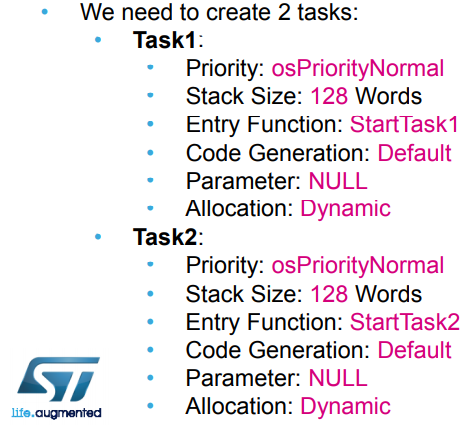 • We need to create 2 tasks:
• Task1:
• Priority: osPriorityNormal
• Stack Size: 128 Words
• Entry Function: StartTask1
• Code Generation: Default
• Parameter: NULL
• Allocation: Dynamic
• Task2:
• Priority: osPriorityNormal
• Stack Size: 128 Words
• Entry Function: StartTask2
• Code Generation: Default
• Parameter: NULL
• Allocation: Dynamic
ST
life.augmented